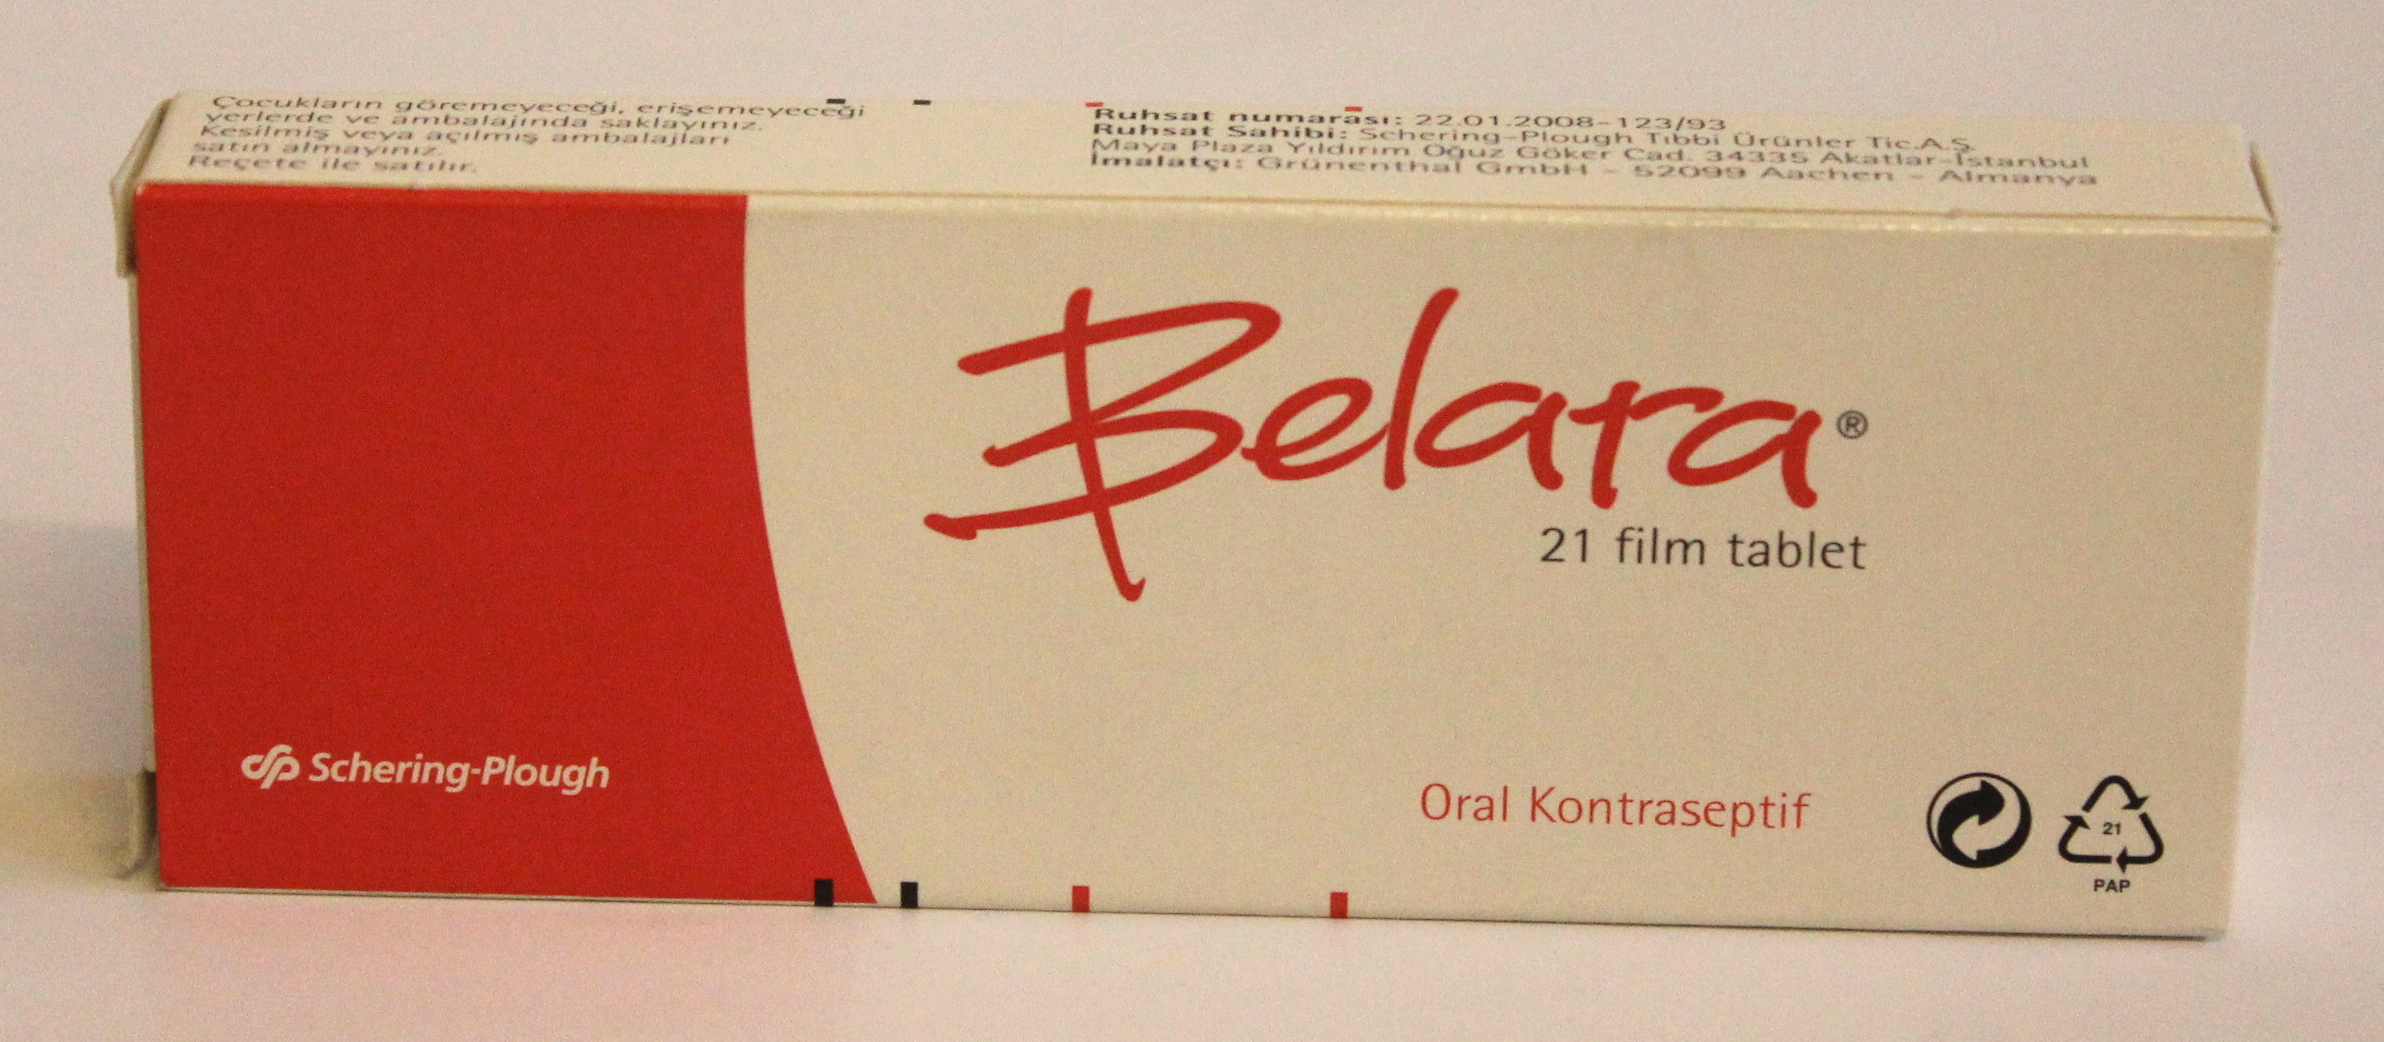 Çocukların göremeyeceği, erişemeyeceği
yerlerde ve ambalajında saklayınız.
Kesilmiş veya açılmış ambalajları
satın almayınız.
Reçete ile satılır.
Ruhsat numarası: 22.01.2008-123/93
Ruhsat Sahibi: Schering-Plough Tıbbi Ürünler Tic.A.Ş.
Maya Plaza Yıldırım Oğuz Göker Cad. 34335 Akatlar-İstanbul
İmalatçı: Grünenthal GmbH - 52099 Aachen - Almanya
Belara®
21 film tablet
Schering-Plough
Oral Kontraseptif
21
PAP